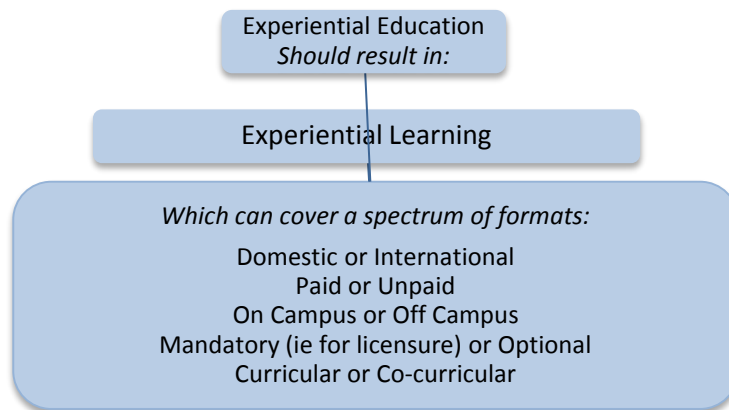 Experiential Education
Should result in:
Experiential Learning
Which can cover a spectrum of formats:
Domestic or International
Paid or Unpaid
On Campus or Off Campus
Mandatory (ie for licensure) or Optional
Curricular or Co-curricular